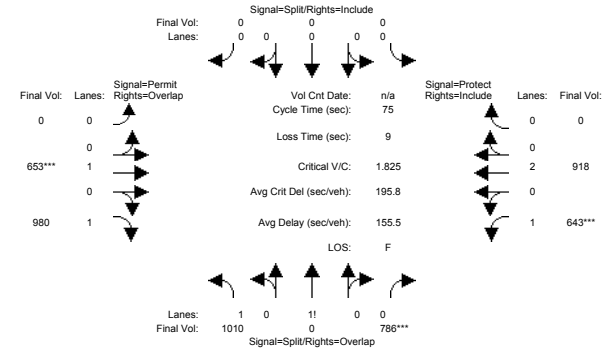 Signal=Split/Rights=Include
Final Vol: 0 0 0
Lanes: 0 0 0 0 0
Signal=Permit
Final Vol: Lanes: Rights=Overlap
Vol Cnt Date: n/a
Signal=Protect
Rights=Include Lanes: Final Vol:
Cycle Time (sec): 75
0 0
0 0
Loss Time (sec): 9
0
0
653*** 1
Critical V/C: 1.825
2 918
0
Avg Crit Del (sec/veh): 195.8
0
980 1
Avg Delay (sec/veh): 155.5
1 643***
LOS: F
Lanes: 1 0 1! 0 0
Final Vol: 1010 0 786***
Signal=Split/Rights=Overlap